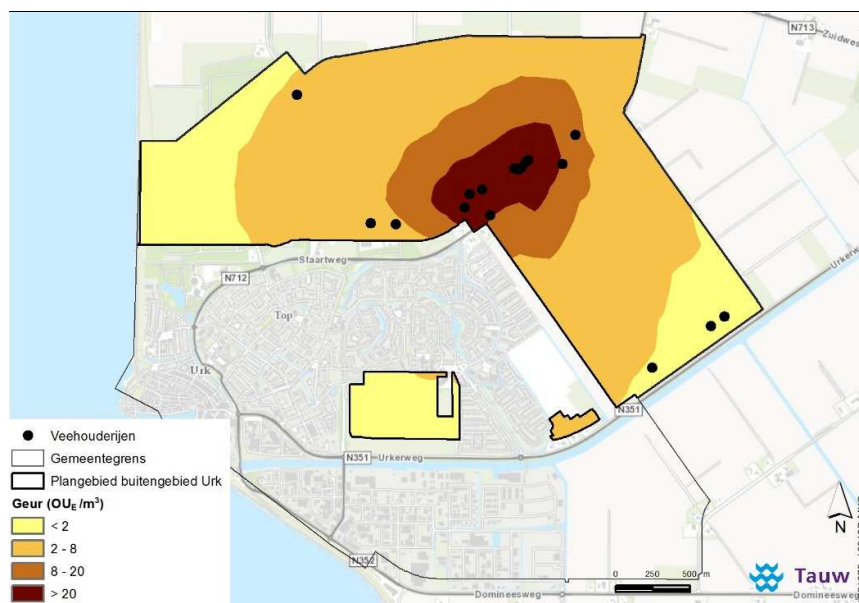 N713
Zuidwe
Staartweg
N712
Top
Urk
Urkerw
N351
N351
Urkerweg
N352
Domineesweg
Domineesweg
Veehouderijen
Gemeentegrens
Plangebied buitengebied Urk
Geur (OUE/m³)
< 2
2 - 8
8 - 20
> 20
N
0 250 500 m
Tauw